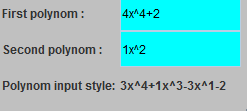 First polynom : 4x^4+2
Second polynom : 1x^2
Polynom input style: 3x^4+1x^3-3x^1-2